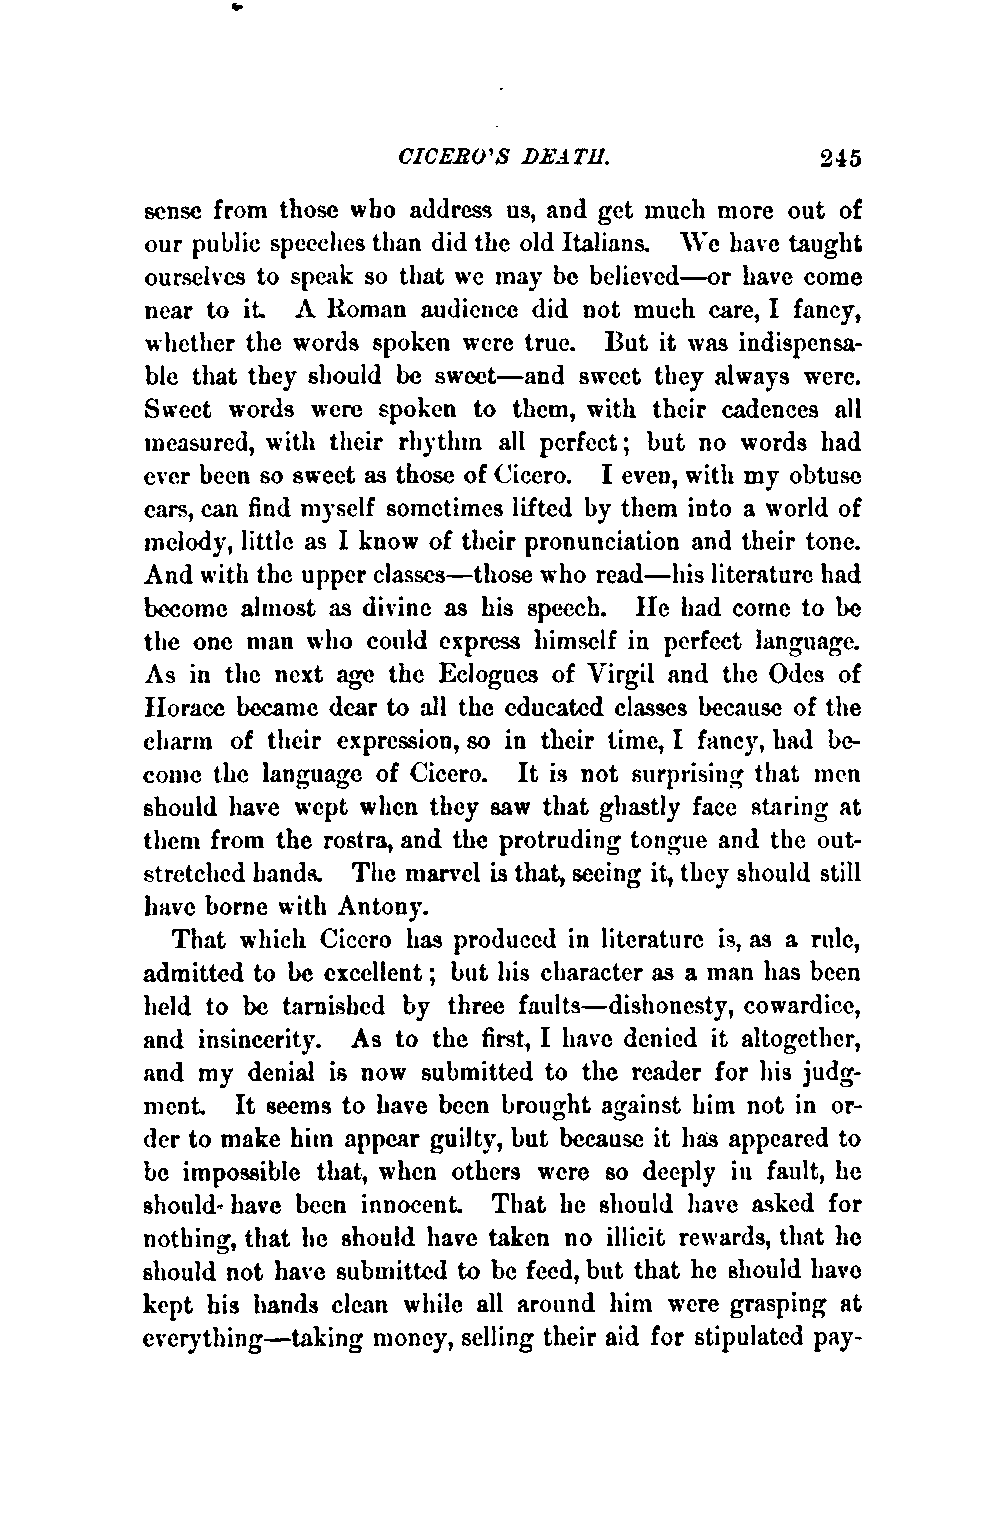 CICERO'S DEATH. 245
sense from those who address us, and get much more out of
our public speeches than did the old Italians. We have taught
ourselves to speak so that we may be believed—or have come
near to it. A Roman audience did not much care, I fancy,
whether the words spoken were true. But it was indispensa-
ble that they should be sweet—and sweet they always were.
Sweet words were spoken to them, with their cadences all
measured, with their rhythm all perfect; but no words had
ever been so sweet as those of Cicero. I even, with my obtuse
ears, can find myself sometimes lifted by them into a world of
melody, little as I know of their pronunciation and their tone.
And with the upper classes—those who read—his literature had
become almost as divine as his speech. He had come to be
the one man who could express himself in perfect language.
As in the next age the Eclogues of Virgil and the Odes of
Horace became dear to all the educated classes because of the
charm of their expression, so in their time, I fancy, had be-
come the language of Cicero. It is not surprising that men
should have wept when they saw that ghastly face staring at
them from the rostra, and the protruding tongue and the out-
stretched hands. The marvel is that, seeing it, they should still
have borne with Antony.
That which Cicero has produced in literature is, as a rule,
admitted to be excellent; but his character as a man has been
held to be tarnished by three faults—dishonesty, cowardice,
and insincerity. As to the first, I have denied it altogether,
and my denial is now submitted to the reader for his judg-
ment. It seems to have been brought against him not in or-
der to make him appear guilty, but because it has appeared to
be impossible that, when others were so deeply in fault, he
should have been innocent. That he should have asked for
nothing, that he should have taken no illicit rewards, that he
should not have submitted to be feed, but that he should have
kept his hands clean while all around him were grasping at
everything—taking money, selling their aid for stipulated pay-